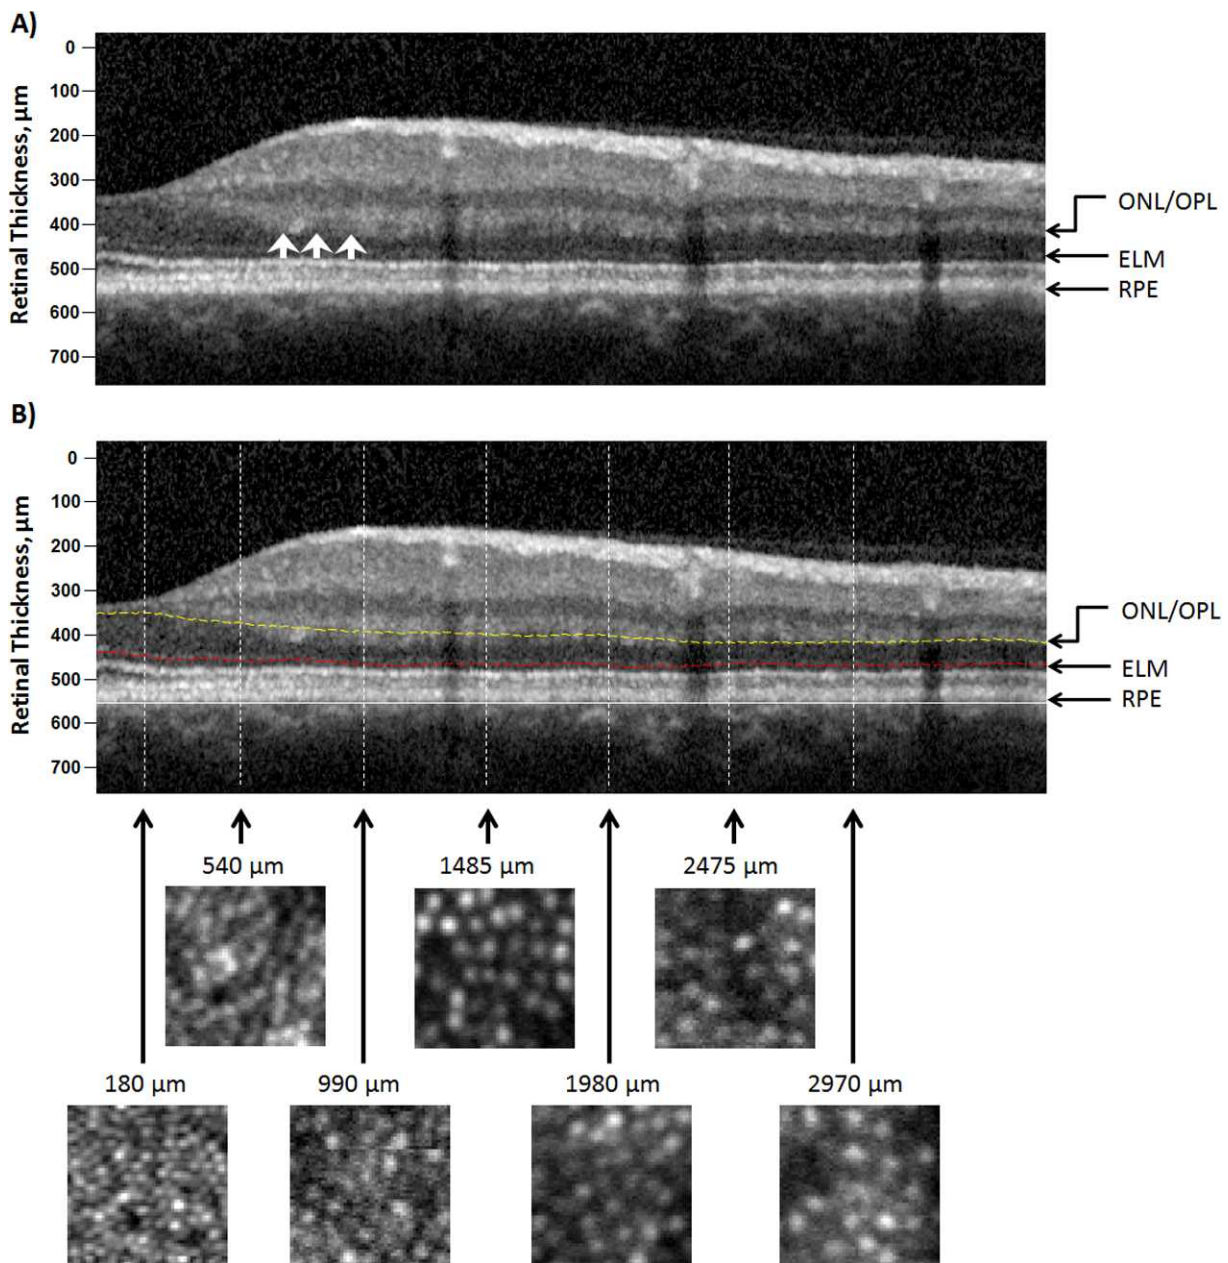 A)
Retinal Thickness, µm
0
100
200
300
400
500
600
700
ONL/OPL
ELM
RPE
B)
Retinal Thickness, µm
0
100
200
300
400
500
600
700
ONL/OPL
ELM
RPE
540 µm
1485 µm
2475 µm
180 µm
990 µm
1980 µm
2970 µm